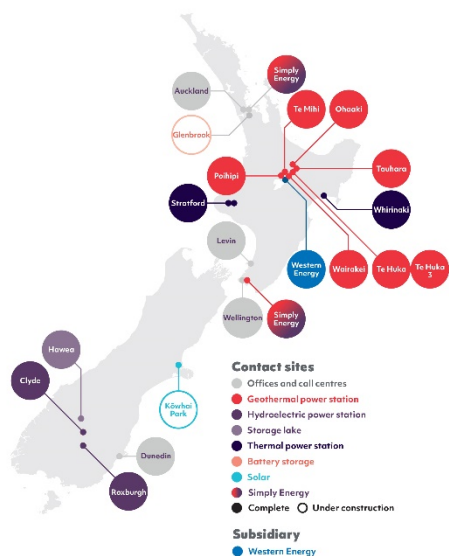 Simply
Energy
Auckland
Te Mihi
Ohaaki
Glenbrook
Poihipi
Tauhara
Stratford
Whirinaki
Levin
Western
Energy
Wairakei
Te Huka
Te Huka
3
Wellington
Simply
Energy
Hawea
Clyde
Kōwhai
Park
Dunedin
Roxburgh
Contact sites
Offices and call centres
Geothermal power station
Hydroelectric power station
Storage lake
Thermal power station
Battery storage
Solar
Simply Energy
Complete Under construction
Subsidiary
Western Energy